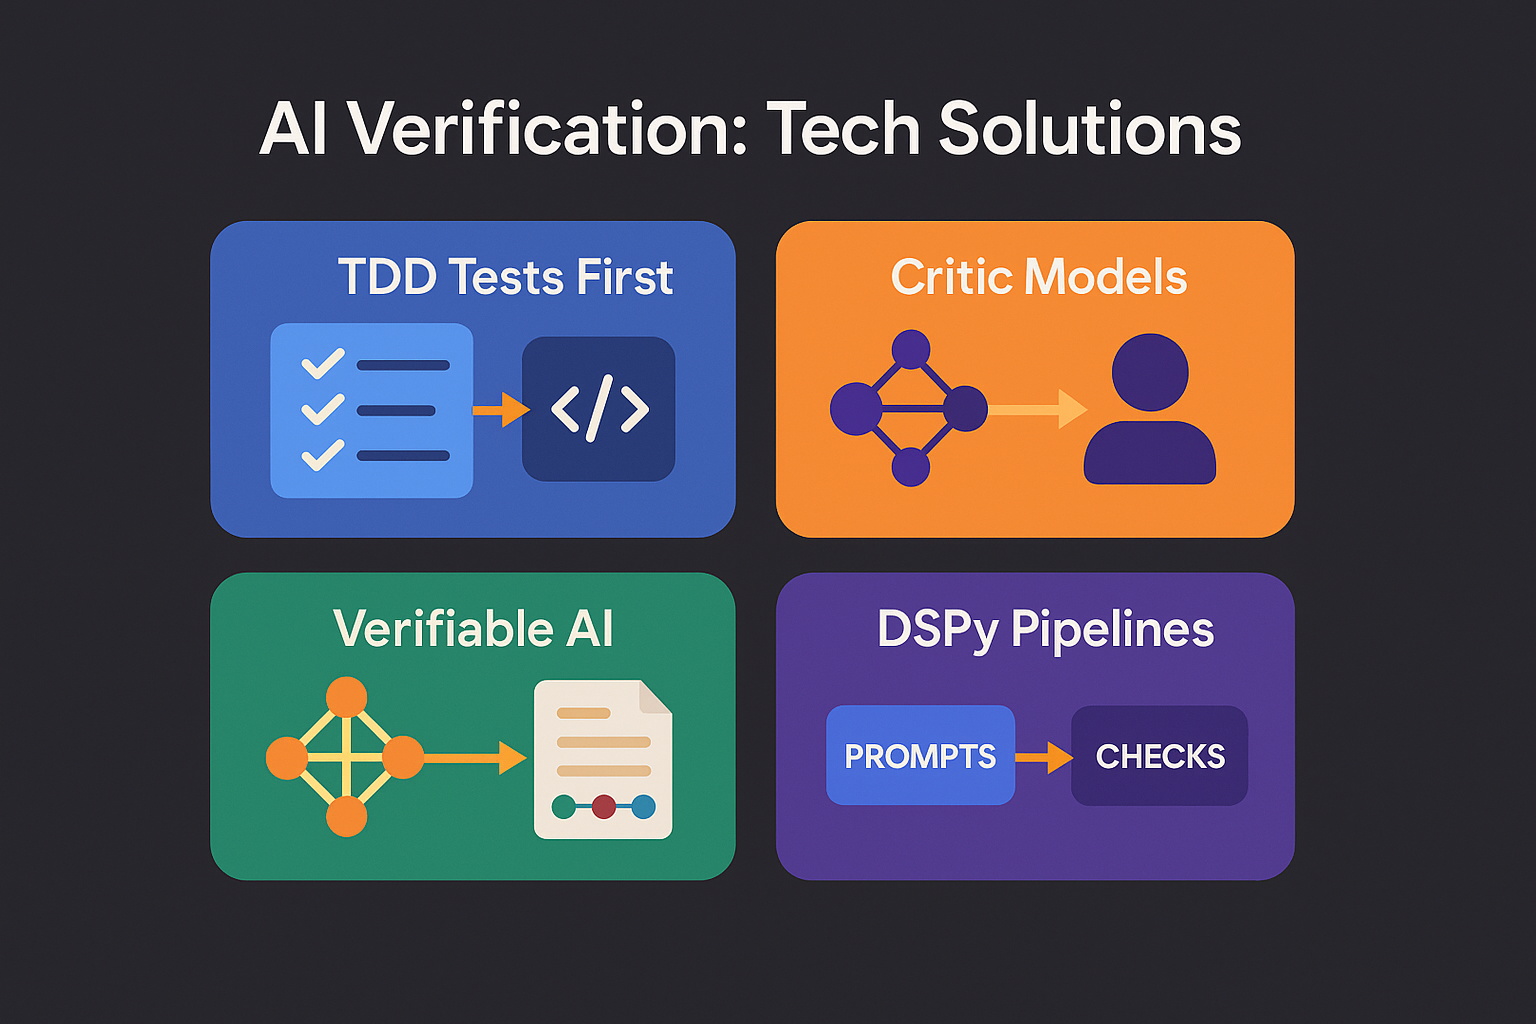 AI Verification: Tech Solutions
TDD Tests First
</>
Critic Models
Verifiable AI
DSPy Pipelines
PROMPTS
CHECKS